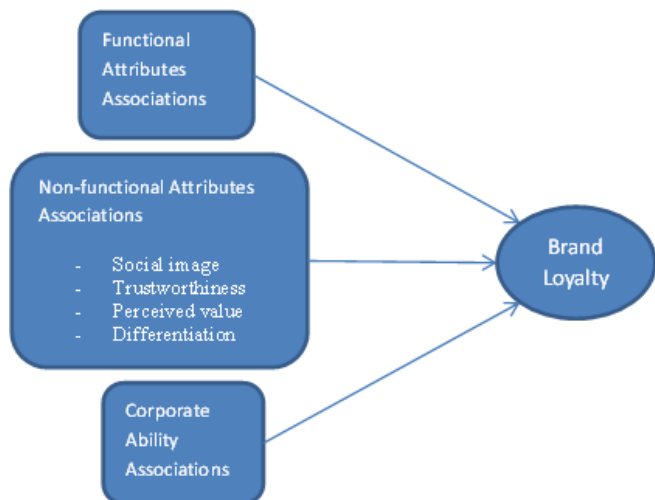 Functional
Attributes
Associations
Non-functional Attributes
Associations
- Social image
- Trustworthiness
- Perceived value
- Differentiation
Brand
Loyalty
Corporate
Ability
Associations